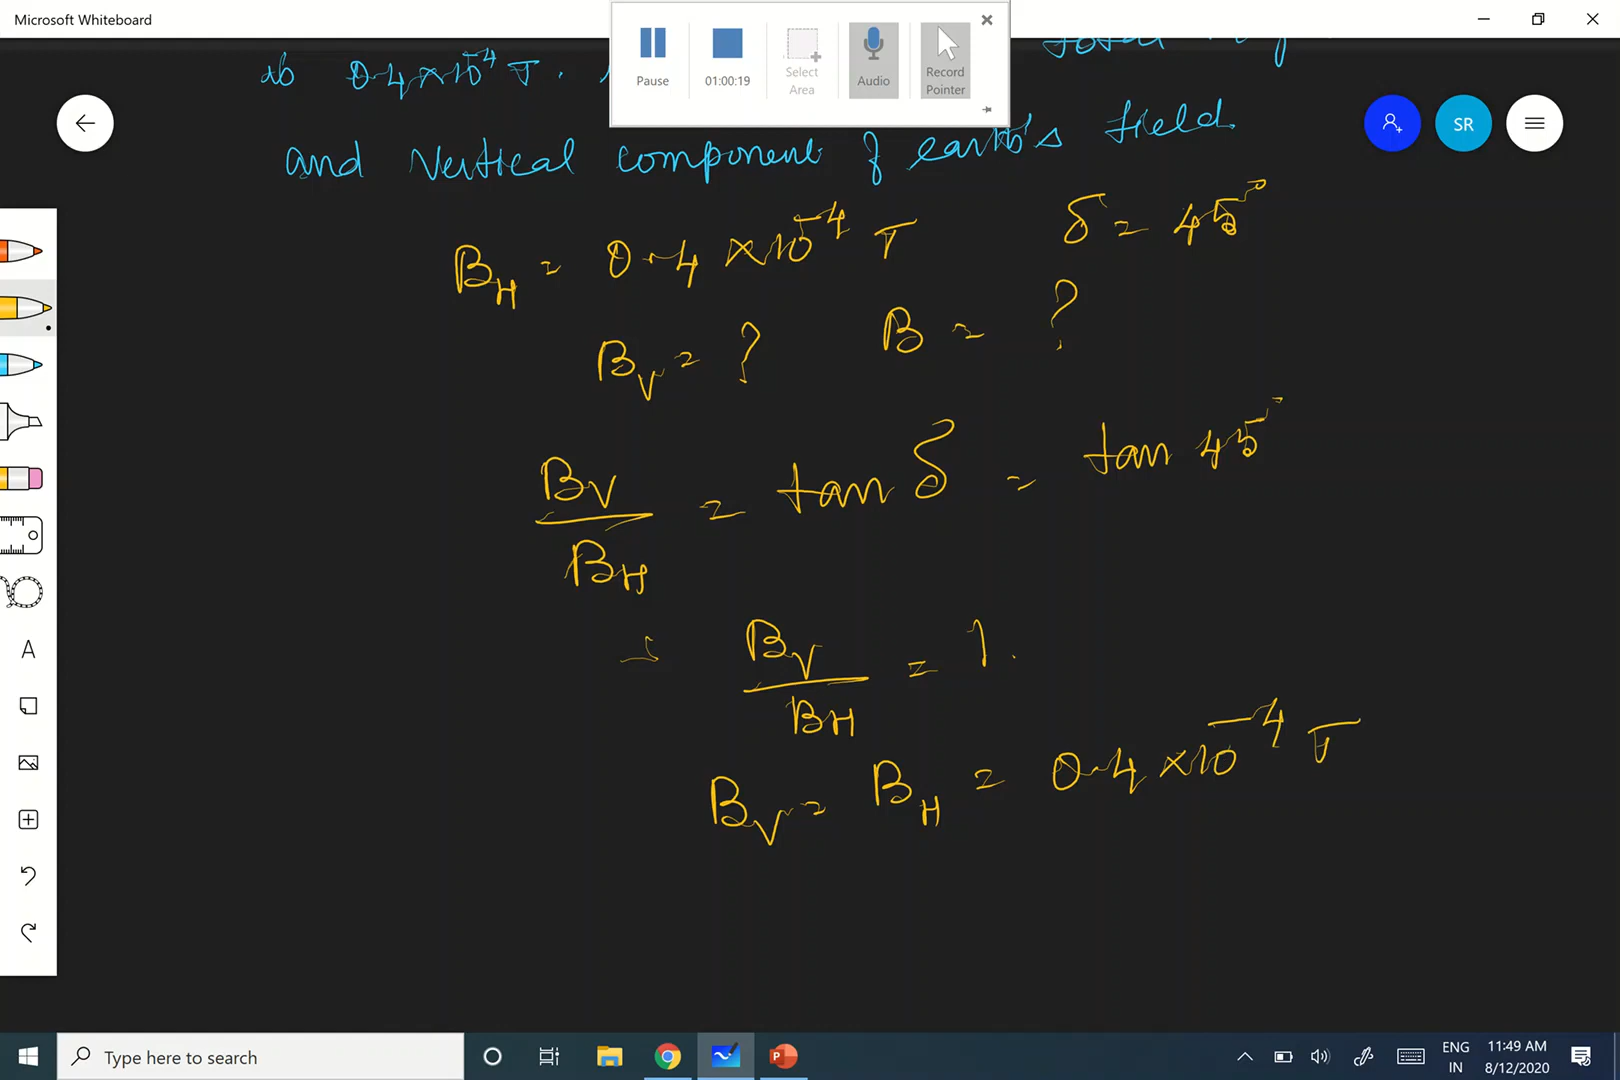 Microsoft Whiteboard
Pause
01:00:19
Select Area
Audio
Record Pointer
SR
0.4×10⁻⁴ T.
and Vertical component of earth's field.
B_H = 0.4 × 10⁻⁴ T δ = 45°
B_V = ? B = ?
B_V / B_H = tan δ = tan 45°
→ B_V / B_H = 1.
B_V = B_H = 0.4 × 10⁻⁴ T
A
Type here to search
P
ENG
IN
11:49 AM
8/12/2020